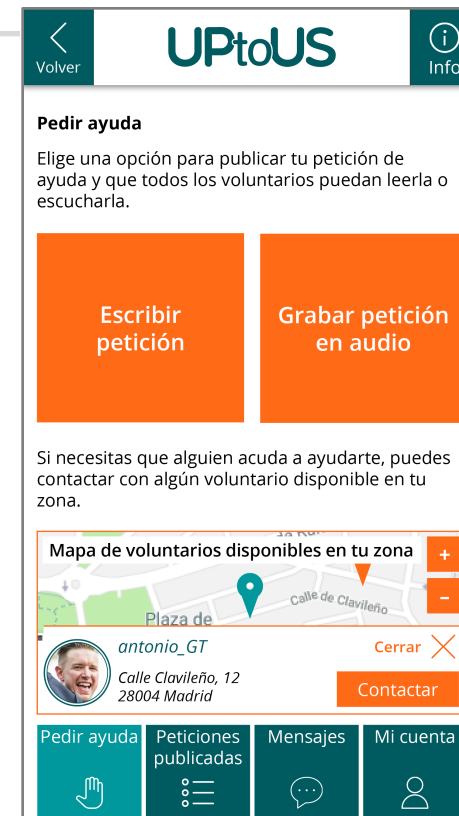 Volver
UPtoUS
Info
Pedir ayuda
Elige una opción para publicar tu petición de
ayuda y que todos los voluntarios puedan leerla o
escucharla.
Escribir
petición
Grabar petición
en audio
Si necesitas que alguien acuda a ayudarte, puedes
contactar con algún voluntario disponible en tu
zona.
Mapa de voluntarios disponibles en tu zona
+
Calle de Clavileño
–
Plaza de
antonio_GT
Cerrar
Calle Clavileño, 12
28004 Madrid
Contactar
Pedir ayuda
Peticiones
publicadas
Mensajes
Mi cuenta